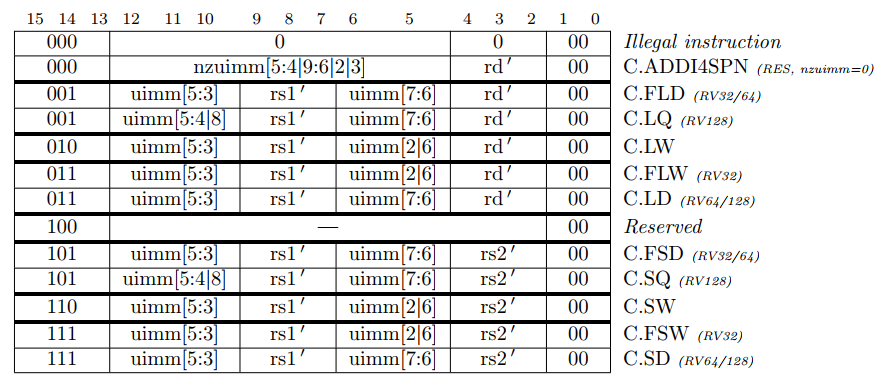 15 14 13 12 11 10 9 8 7 6 5 4 3 2 1 0
000 0 0 00 Illegal instruction
000 nzuimm[5:4|9:6|2|3] rd′ 00 C.ADDI4SPN (RES, nzuimm=0)
001 uimm[5:3] rs1′ uimm[7:6] rd′ 00 C.FLD (RV32/64)
001 uimm[5:4|8] rs1′ uimm[7:6] rd′ 00 C.LQ (RV128)
010 uimm[5:3] rs1′ uimm[2|6] rd′ 00 C.LW
011 uimm[5:3] rs1′ uimm[2|6] rd′ 00 C.FLW (RV32)
011 uimm[5:3] rs1′ uimm[7:6] rd′ 00 C.LD (RV64/128)
100 — 00 Reserved
101 uimm[5:3] rs1′ uimm[7:6] rs2′ 00 C.FSD (RV32/64)
101 uimm[5:4|8] rs1′ uimm[7:6] rs2′ 00 C.SQ (RV128)
110 uimm[5:3] rs1′ uimm[2|6] rs2′ 00 C.SW
111 uimm[5:3] rs1′ uimm[2|6] rs2′ 00 C.FSW (RV32)
111 uimm[5:3] rs1′ uimm[7:6] rs2′ 00 C.SD (RV64/128)